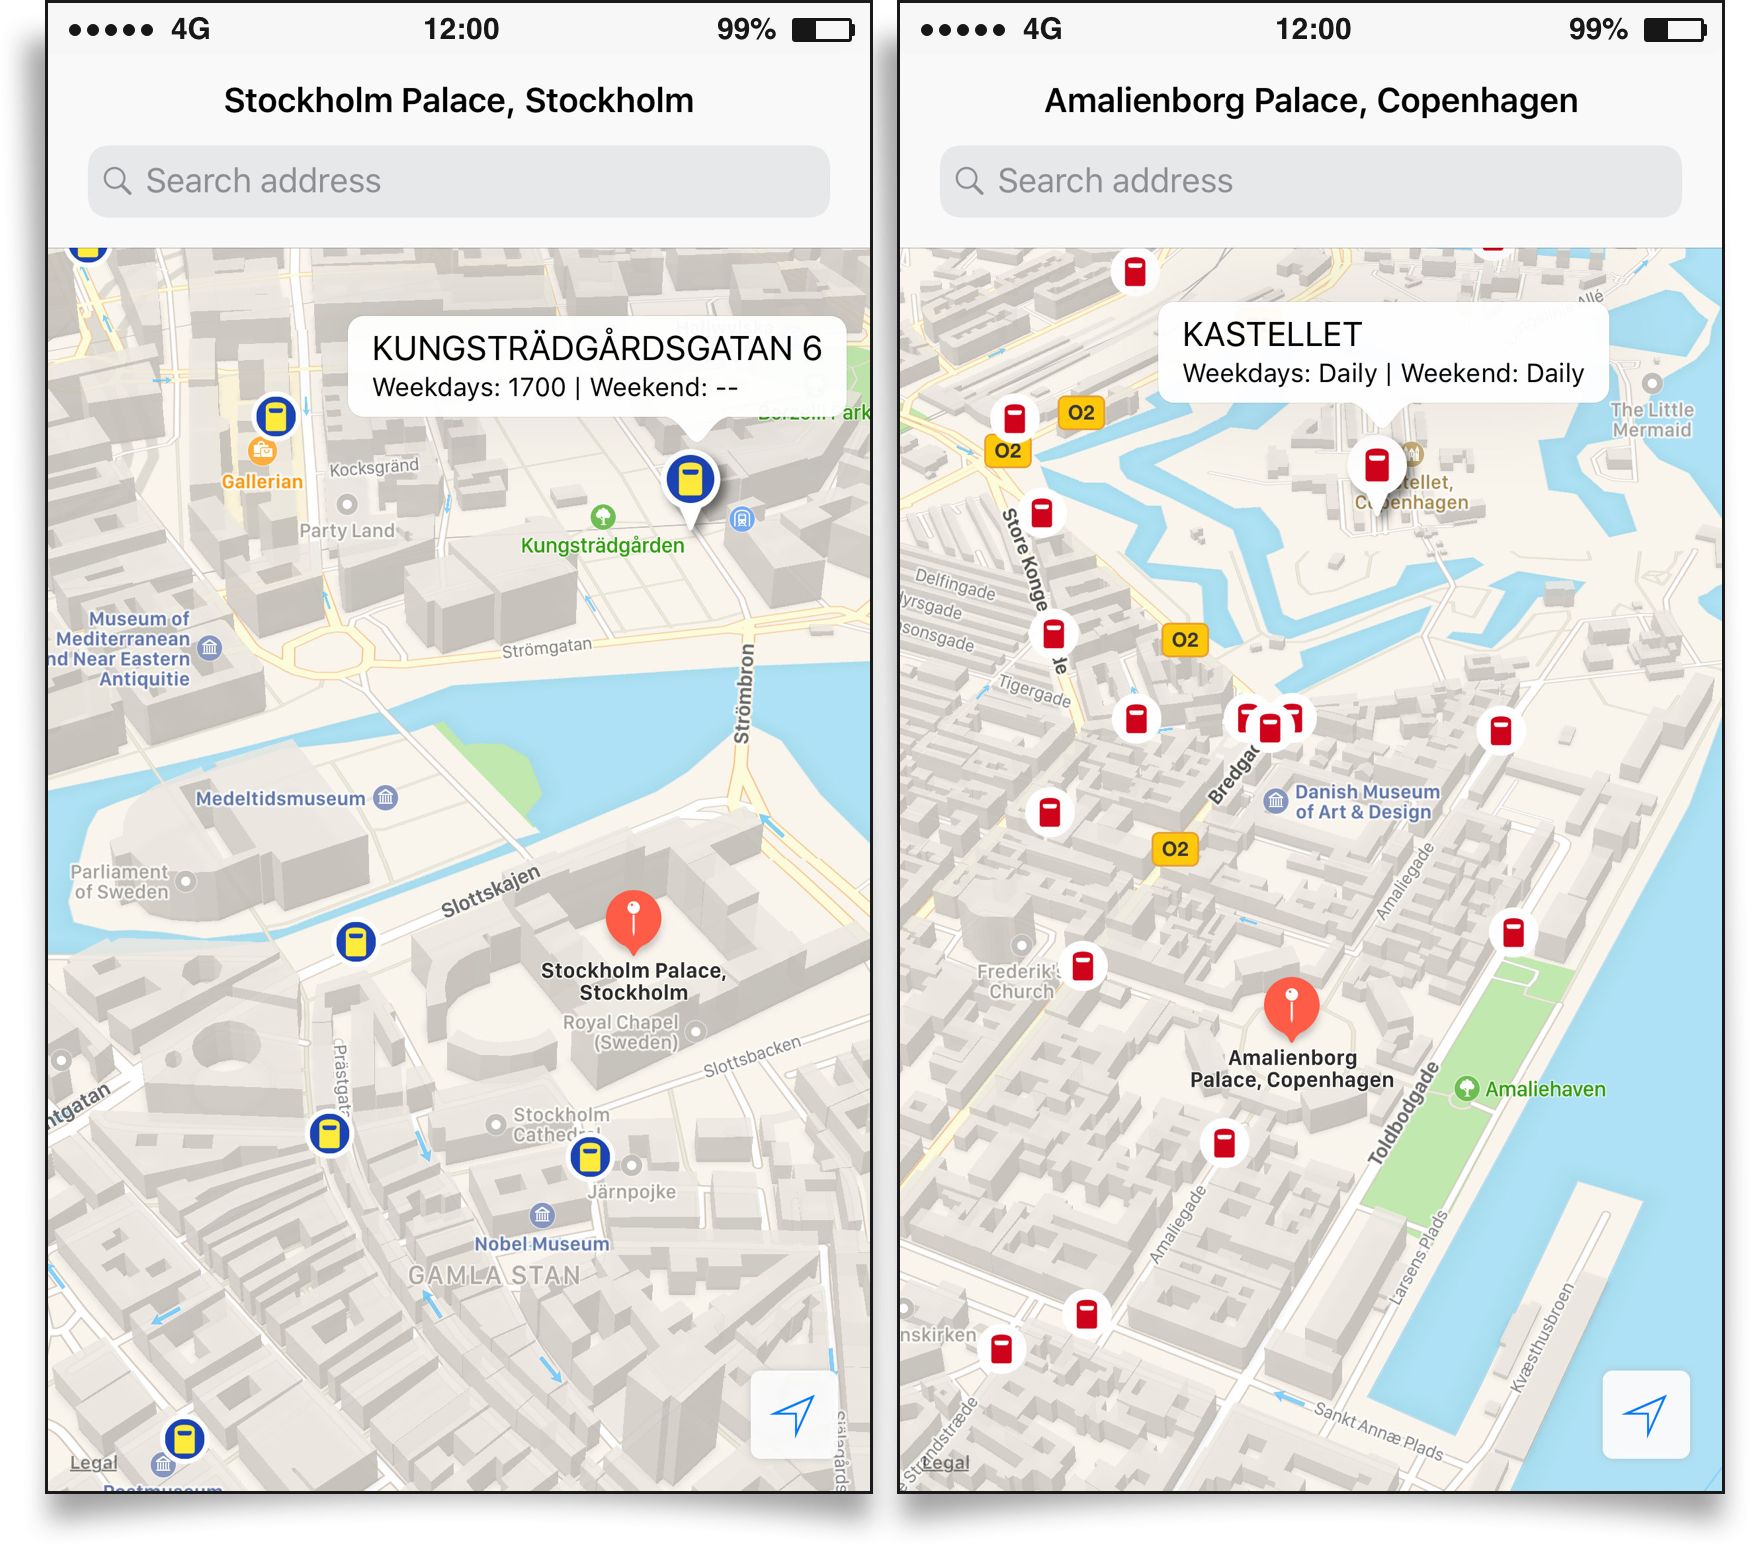 4G 12:00 99%
Stockholm Palace, Stockholm
Search address
KUNGSTRÄDGÅRDSGATAN 6
Weekdays: 1700 | Weekend: --
Gallerian
Kocksgränd
Party Land
Kungsträdgården
Museum of
Mediterranean
nd Near Eastern
Antiquitie
Strömgatan
Strömbron
Medeltidsmuseum
Parliament
of Sweden
Slottskajen
Stockholm Palace,
Stockholm
Royal Chapel
(Sweden)
Slottsbacken
Prästgat
ntgatan
Stockholm
Cathedral
Järnpojke
Nobel Museum
GAMLA STAN
Legal
4G 12:00 99%
Amalienborg Palace, Copenhagen
Search address
Allé
KASTELLET
Weekdays: Daily | Weekend: Daily
The Little
Mermaid
O2
O2
tellet,
Copenhagen
Store Konge
de
Delfingade
yrsgade
sonsgade
Tigergade
O2
Bredgad
Danish Museum
of Art & Design
O2
Amaliegade
Frederik's
Church
Amalienborg
Palace, Copenhagen
Amaliehaven
Toldbodgade
Amaliegade
Larsens Plads
Kvæsthusbroen
nskirken
Sankt Annæ Plads
e Strandstræde
Legal